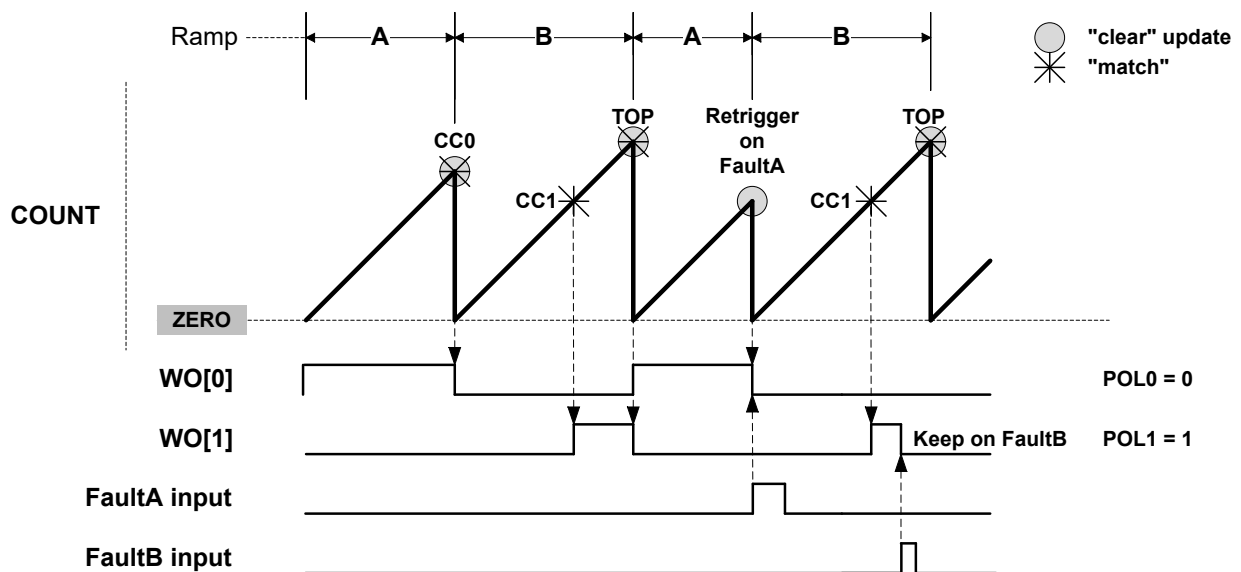 Ramp
A
B
A
B
"clear" update
"match"
CC0
TOP
Retrigger
on
FaultA
TOP
CC1
CC1
COUNT
ZERO
WO[0]
POL0 = 0
WO[1]
Keep on FaultB
POL1 = 1
FaultA input
FaultB input